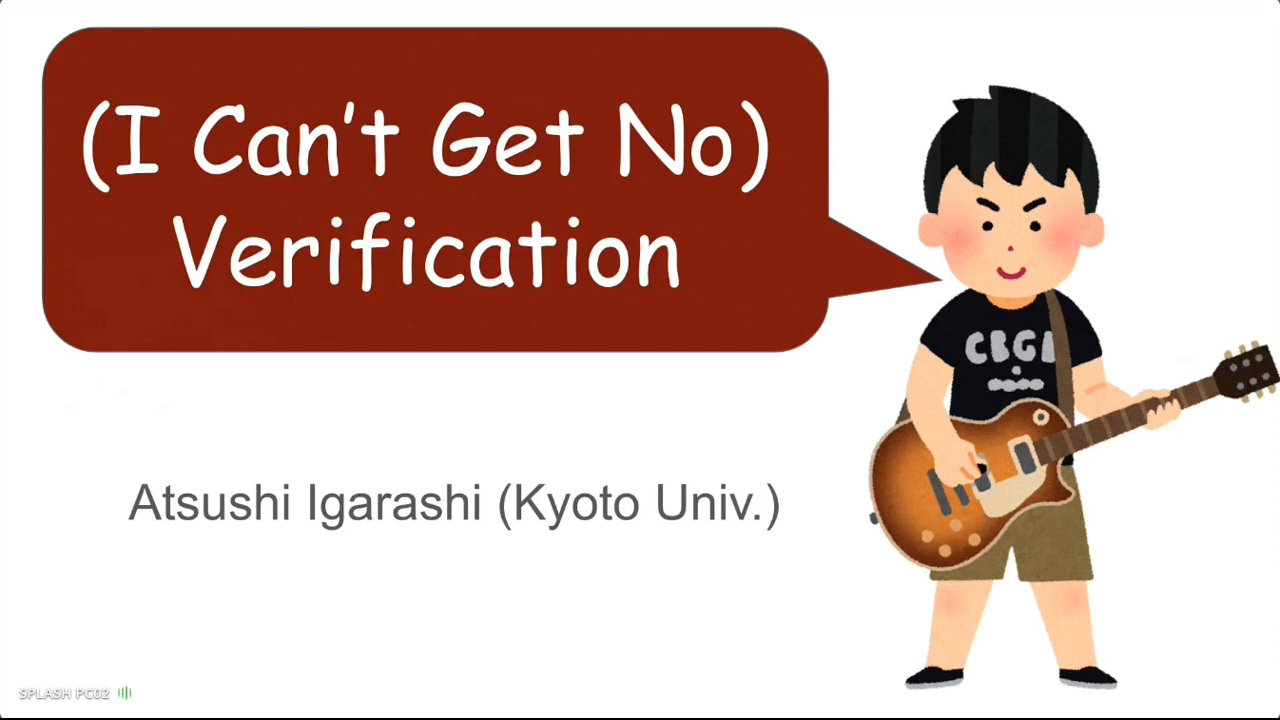 (I Can't Get No)
Verification
CBGB
Atsushi Igarashi (Kyoto Univ.)
SPLASH PC02